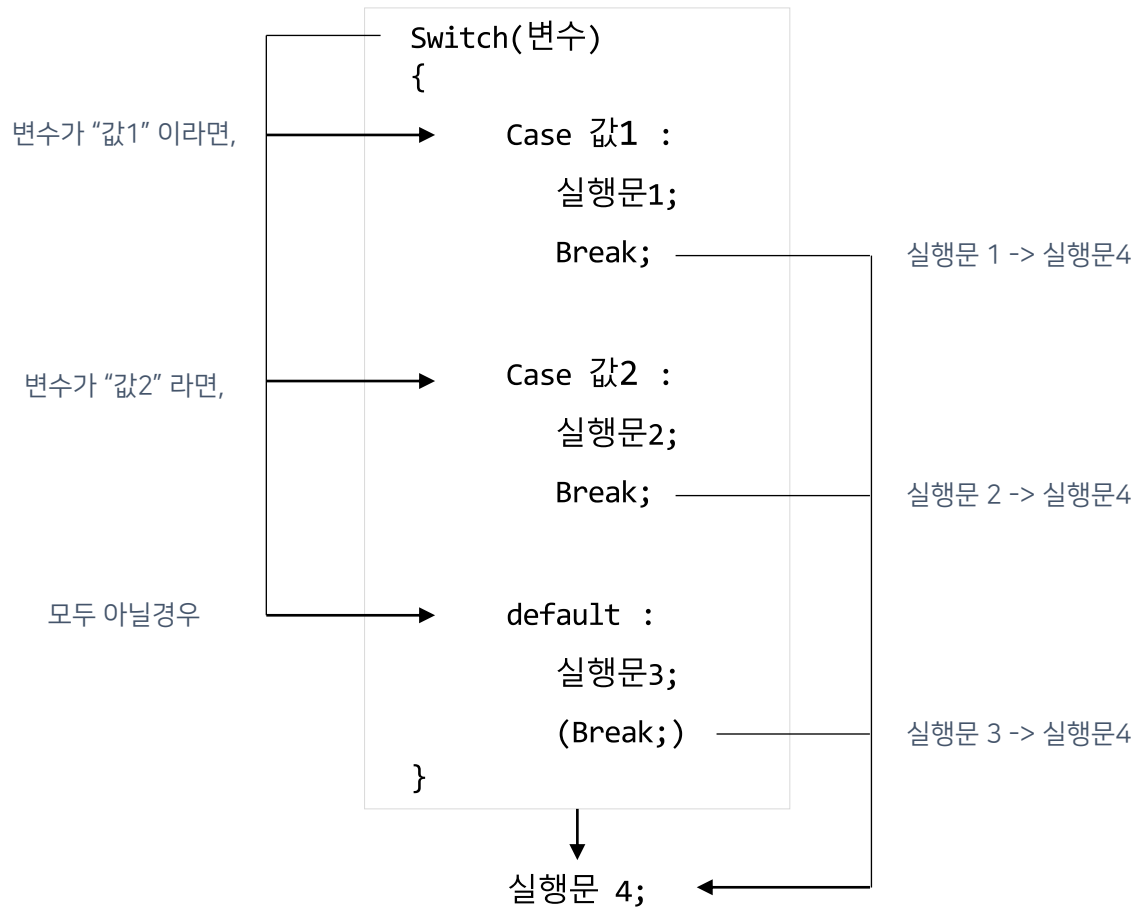 Switch(변수)
{
변수가 “값1” 이라면,
Case 값1 :
실행문1;
Break;
실행문 1 -> 실행문4
변수가 “값2” 라면,
Case 값2 :
실행문2;
Break;
실행문 2 -> 실행문4
모두 아닐경우
default :
실행문3;
(Break;)
실행문 3 -> 실행문4
}
실행문 4;